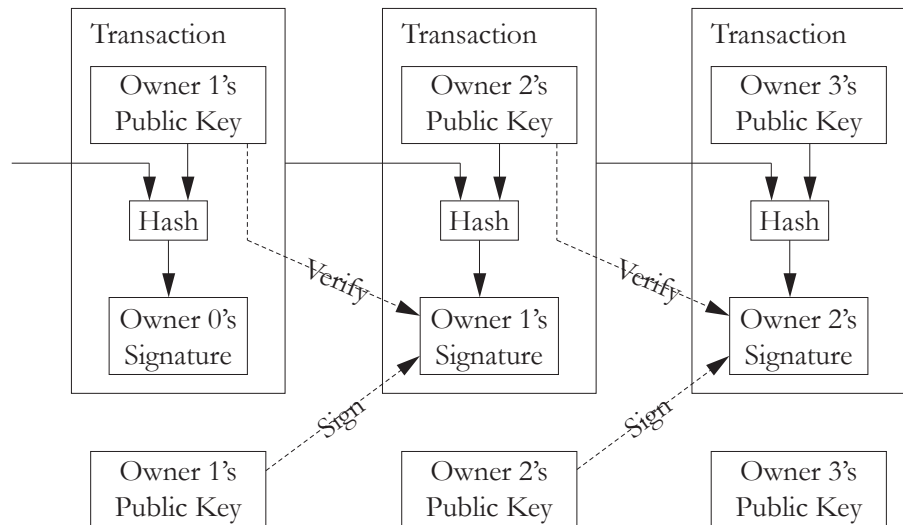 Transaction
Owner 1's
Public Key
Hash
Owner 0's
Signature
Transaction
Owner 2's
Public Key
Hash
Verify
Owner 1's
Signature
Transaction
Owner 3's
Public Key
Hash
Verify
Owner 2's
Signature
Sign
Sign
Owner 1's
Public Key
Owner 2's
Public Key
Owner 3's
Public Key